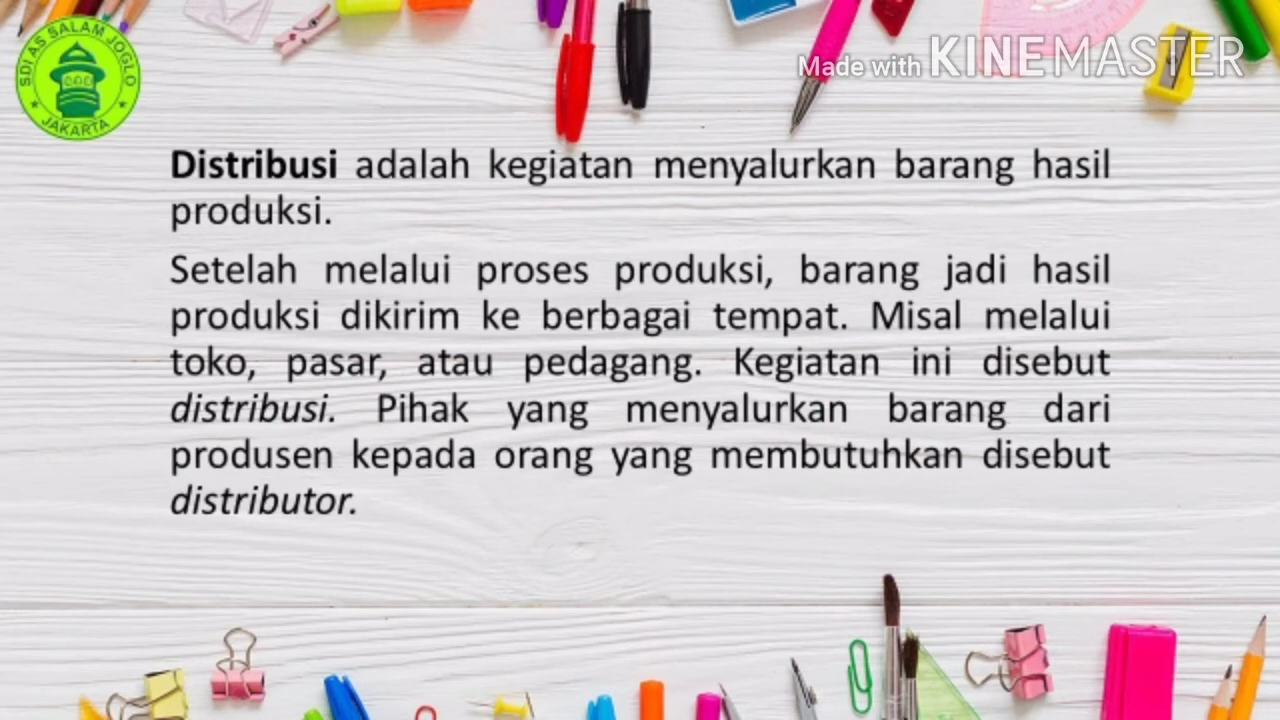 SDI AS SALAM JOGLO
JAKARTA
Made with KINEMASTER
Distribusi adalah kegiatan menyalurkan barang hasil
produksi.
Setelah melalui proses produksi, barang jadi hasil
produksi dikirim ke berbagai tempat. Misal melalui
toko, pasar, atau pedagang. Kegiatan ini disebut
distribusi. Pihak yang menyalurkan barang dari
produsen kepada orang yang membutuhkan disebut
distributor.